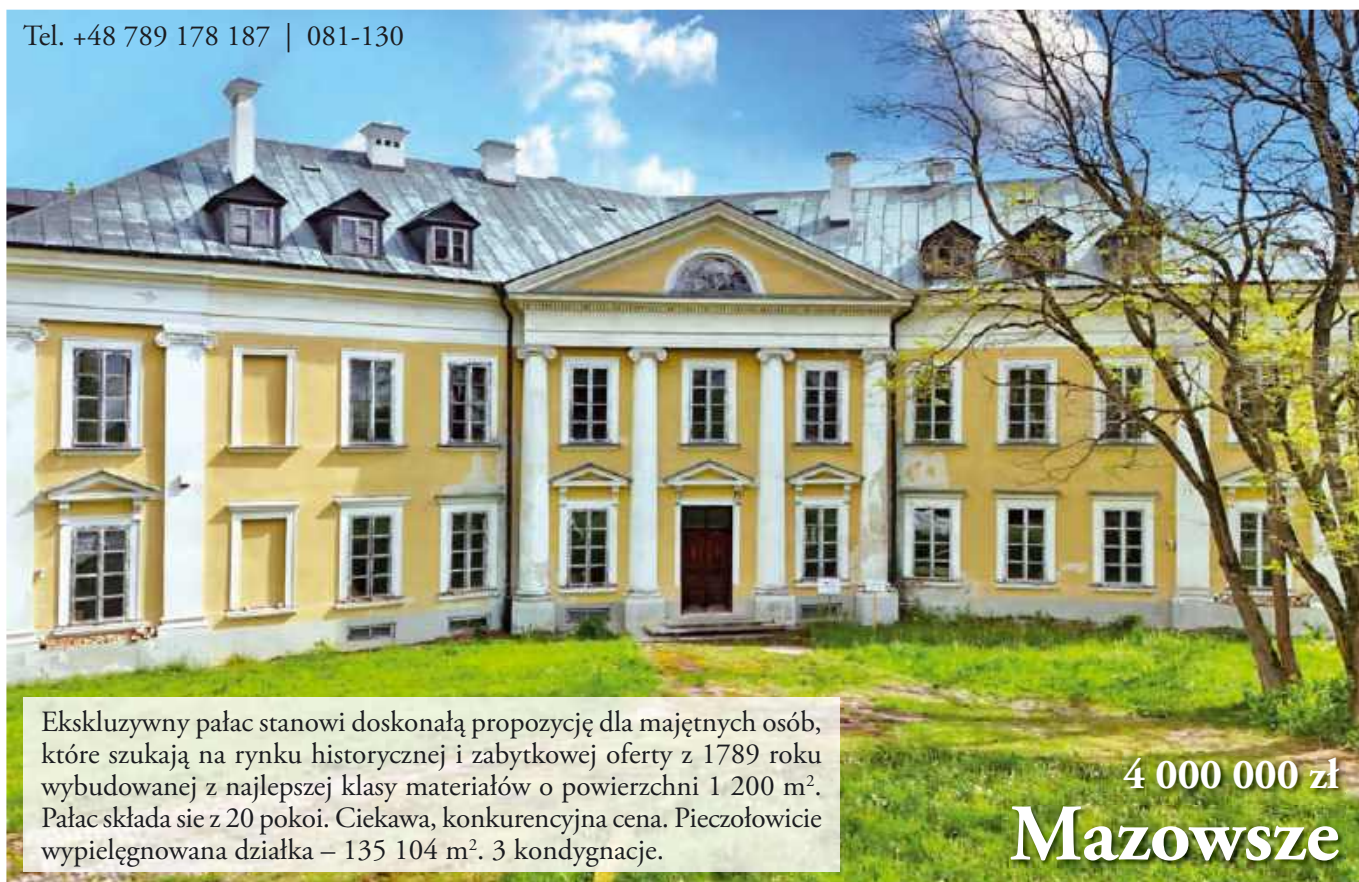 Tel. +48 789 178 187 | 081-130
Ekskluzywny pałac stanowi doskonałą propozycję dla majętnych osób,
które szukają na rynku historycznej i zabytkowej oferty z 1789 roku
wybudowanej z najlepszej klasy materiałów o powierzchni 1 200 m².
Pałac składa sie z 20 pokoi. Ciekawa, konkurencyjna cena. Pieczołowicie
wypielęgnowana działka – 135 104 m². 3 kondygnacje.
4 000 000 zł
Mazowsze